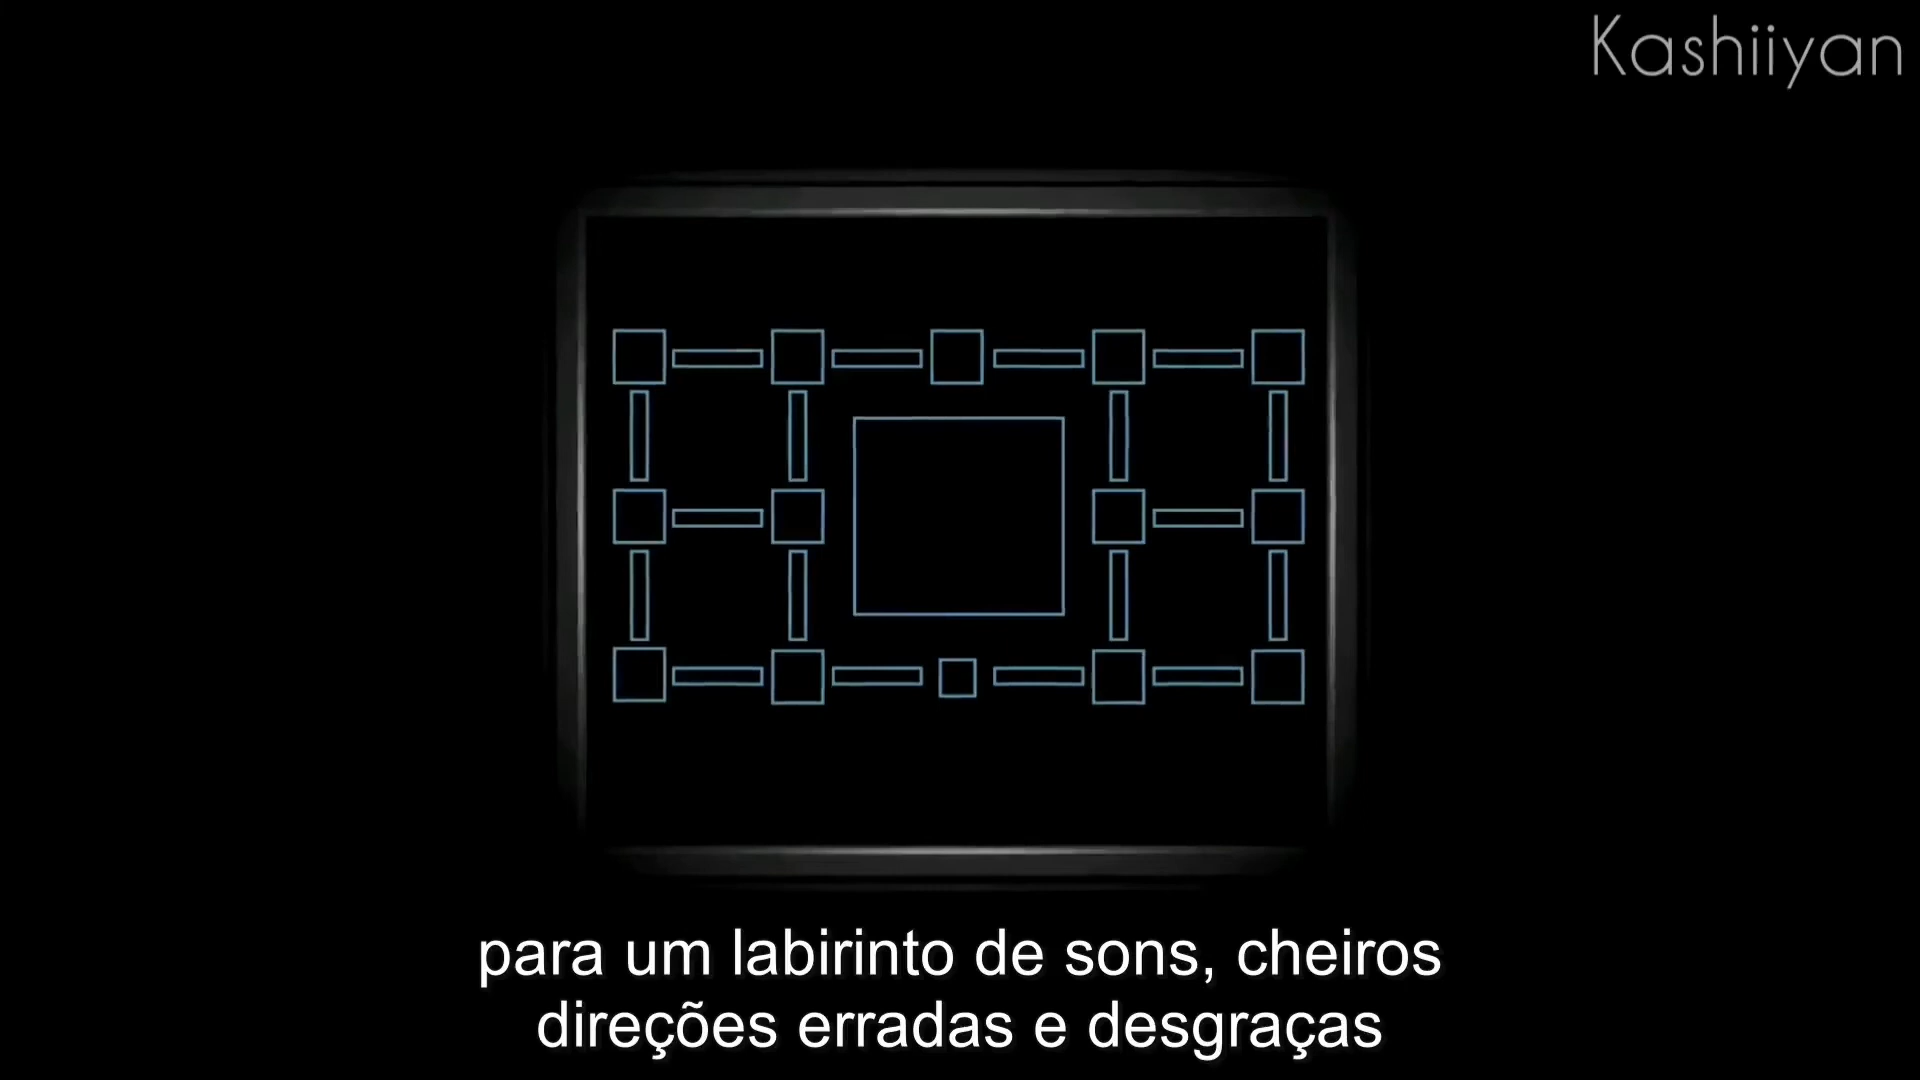 Kashiiyan
para um labirinto de sons, cheiros
direções erradas e desgraças